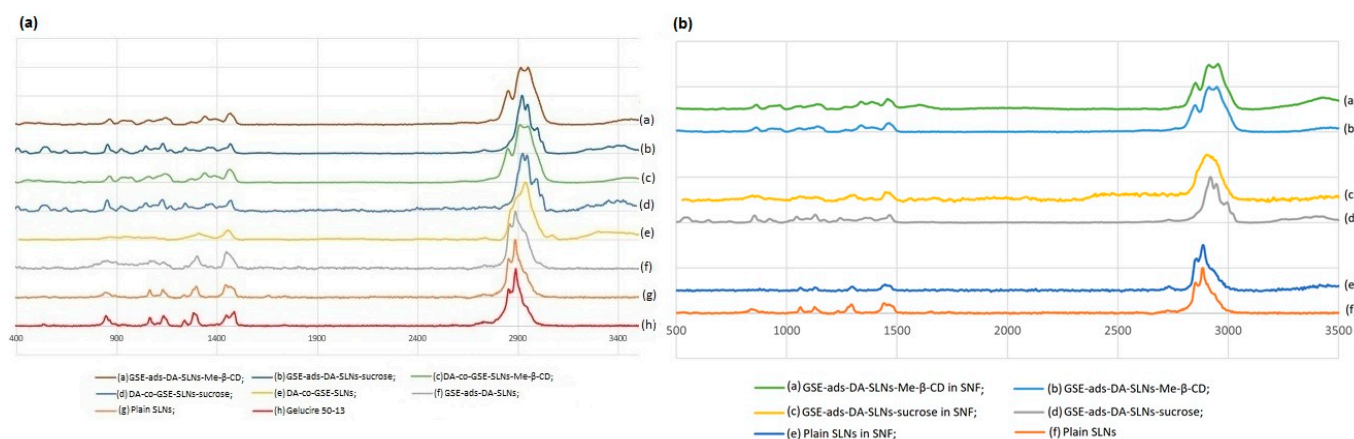 (a)
(a)
(b)
(c)
(d)
(e)
(f)
(g)
(h)
400 900 1400 1900 2400 2900 3400
(a)GSE-ads-DA-SLNs-Me-β-CD; (b)GSE-ads-DA-SLNs-sucrose; (c)DA-co-GSE-SLNs-Me-β-CD;
(d)DA-co-GSE-SLNs-sucrose; (e)DA-co-GSE-SLNs; (f)GSE-ads-DA-SLNs;
(g)Plain SLNs; (h)Gelucire 50-13
(b)
(a
(b
(c
(d
(e
(f
500 1000 1500 2000 2500 3000 3500
(a) GSE-ads-DA-SLNs-Me-β-CD in SNF; (b) GSE-ads-DA-SLNs-Me-β-CD;
(c) GSE-ads-DA-SLNs-sucrose in SNF; (d) GSE-ads-DA-SLNs-sucrose;
(e) Plain SLNs in SNF; (f) Plain SLNs